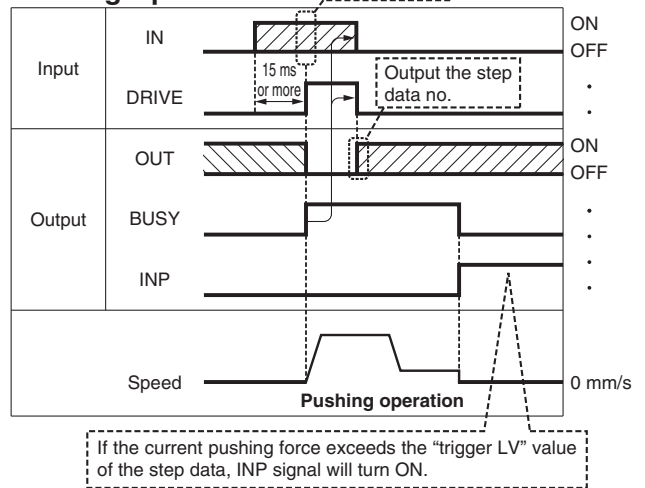 IN
ON
OFF
Input
15 ms
or more
Output the step
data no.
DRIVE
OUT
ON
OFF
Output
BUSY
INP
Speed
0 mm/s
Pushing operation
If the current pushing force exceeds the “trigger LV” value
of the step data, INP signal will turn ON.